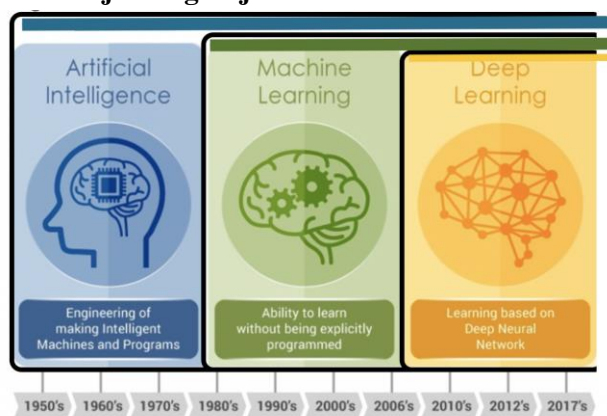 Artificial
Intelligence
Machine
Learning
Deep
Learning
Engineering of
making Intelligent
Machines and Programs
Ability to learn
without being explicitly
programmed
Learning based on
Deep Neural
Network
1950's 1960's 1970's 1980's 1990's 2000's 2006's 2010's 2012's 2017's